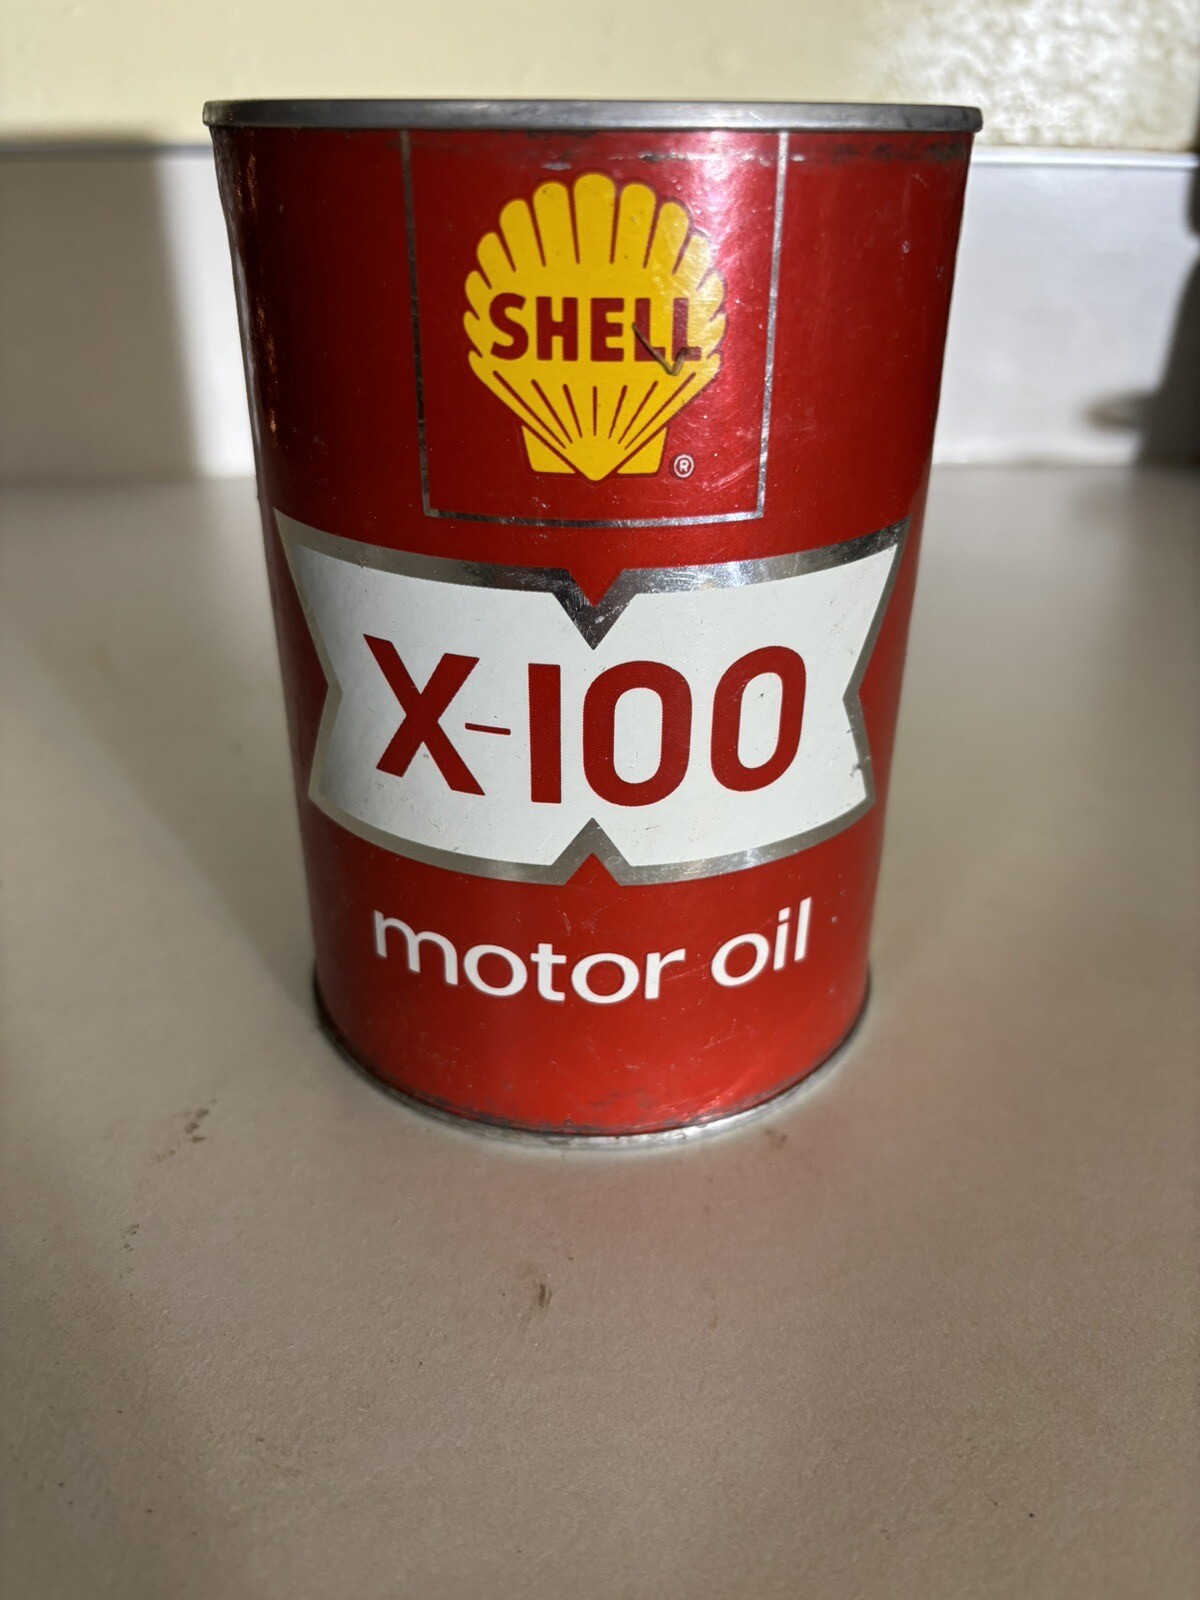 SHELL
®
X-100
motor oil